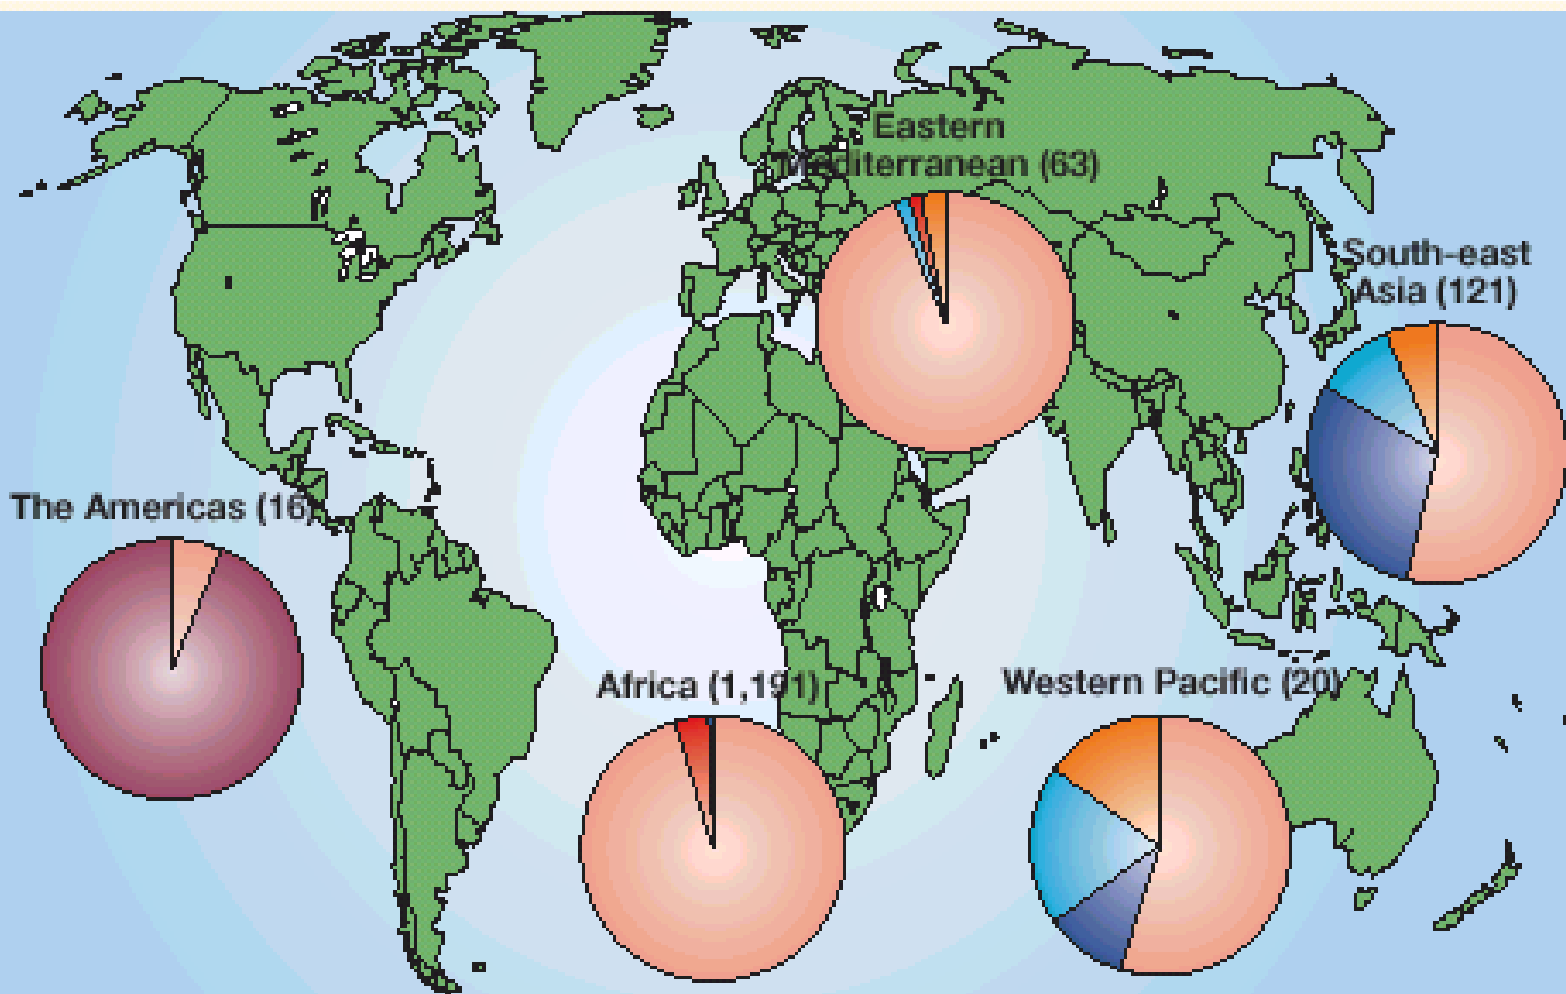 Eastern
Mediterranean (63)
South-east
Asia (121)
The Americas (16)
Africa (1,191)
Western Pacific (20)